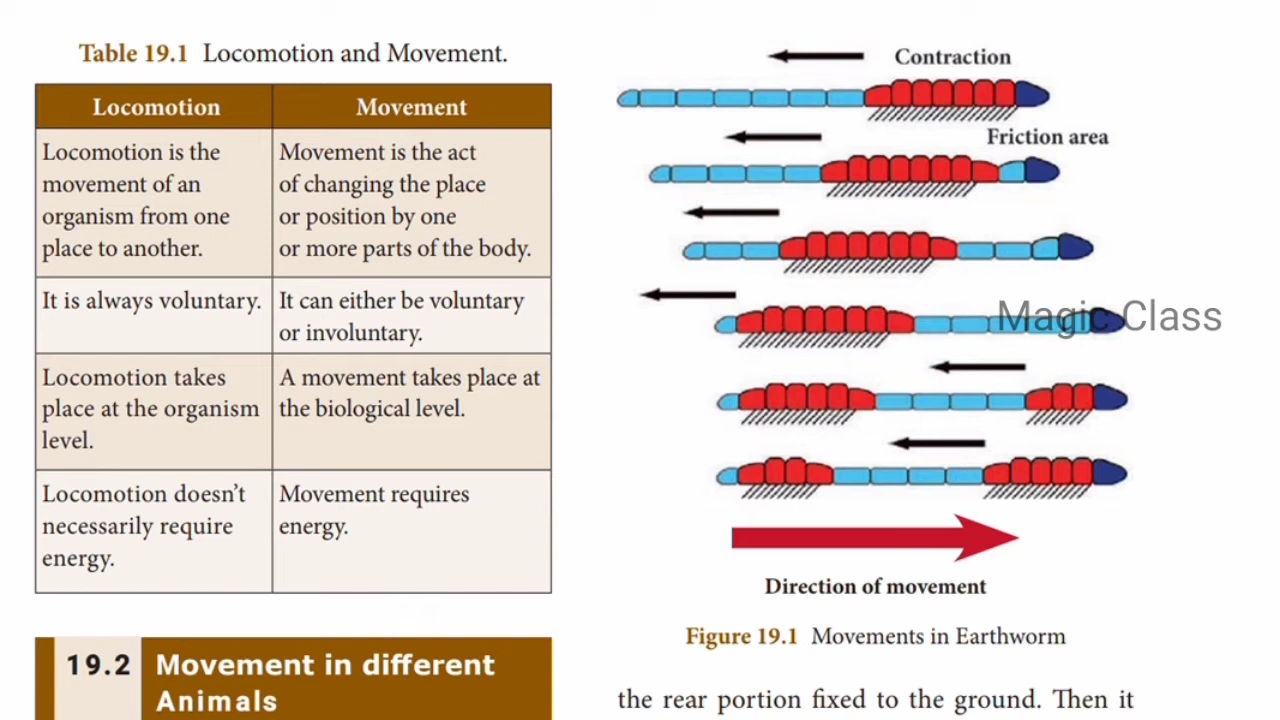 Table 19.1 Locomotion and Movement.
Locomotion
Movement
Locomotion is the
movement of an
organism from one
place to another.
Movement is the act
of changing the place
or position by one
or more parts of the body.
It is always voluntary.
It can either be voluntary
or involuntary.
Locomotion takes
place at the organism
level.
A movement takes place at
the biological level.
Locomotion doesn't
necessarily require
energy.
Movement requires
energy.
19.2 Movement in different
Animals
Contraction
Friction area
Magic Class
Direction of movement
Figure 19.1 Movements in Earthworm
the rear portion fixed to the ground. Then it